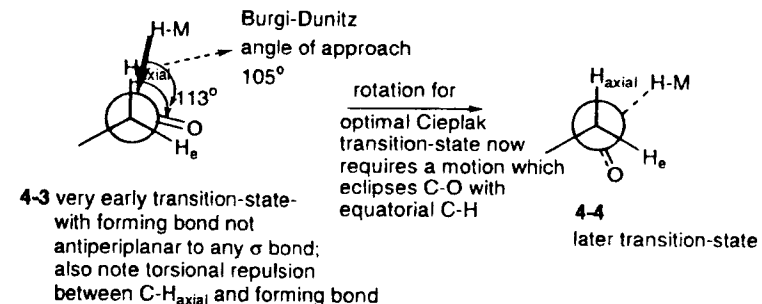 H-M
Burgi-Dunitz
angle of approach
105°
Haxial
113°
O
He
4-3 very early transition-state-
with forming bond not
antiperiplanar to any σ bond;
also note torsional repulsion
between C-Haxial and forming bond
rotation for
optimal Cieplak
transition-state now
requires a motion which
eclipses C-O with
equatorial C-H
Haxial
H-M
He
O
4-4
later transition-state